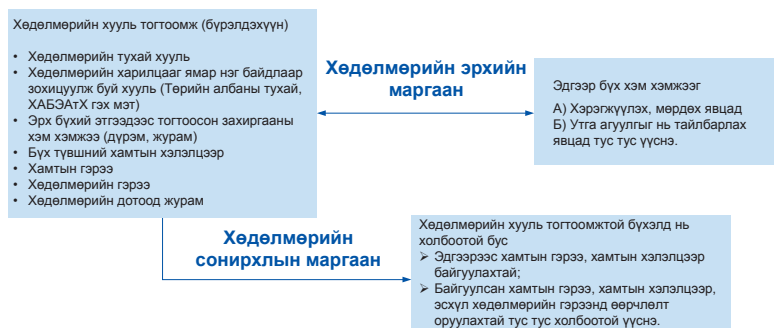 Хөдөлмөрийн хууль тогтоомж (бүрэлдэхүүн)
• Хөдөлмөрийн тухай хууль
• Хөдөлмөрийн харилцааг ямар нэг байдлаар
зохицуулж буй хууль (Төрийн албаны тухай,
ХАБЭАтХ гэх мэт)
• Эрх бүхий этгээдээс тогтоосон захиргааны
хэм хэмжээ (дүрэм, журам)
• Бүх түвшний хамтын хэлэлцээр
• Хамтын гэрээ
• Хөдөлмөрийн гэрээ
• Хөдөлмөрийн дотоод журам
Хөдөлмөрийн эрхийн
маргаан
Эдгээр бүх хэм хэмжээг
А) Хэрэгжүүлэх, мөрдөх явцад
Б) Утга агуулгыг нь тайлбарлах
явцад тус тус үүснэ.
Хөдөлмөрийн
сонирхлын маргаан
Хөдөлмөрийн хууль тогтоомжтой бүхэлд нь
холбоотой бус
➢ Эдгээрээс хамтын гэрээ, хамтын хэлэлцээр
байгуулахтай;
➢ Байгуулсан хамтын гэрээ, хамтын хэлэлцээр,
эсхүл хөдөлмөрийн гэрээнд өөрчлөлт
оруулахтай тус тус холбоотой үүснэ.